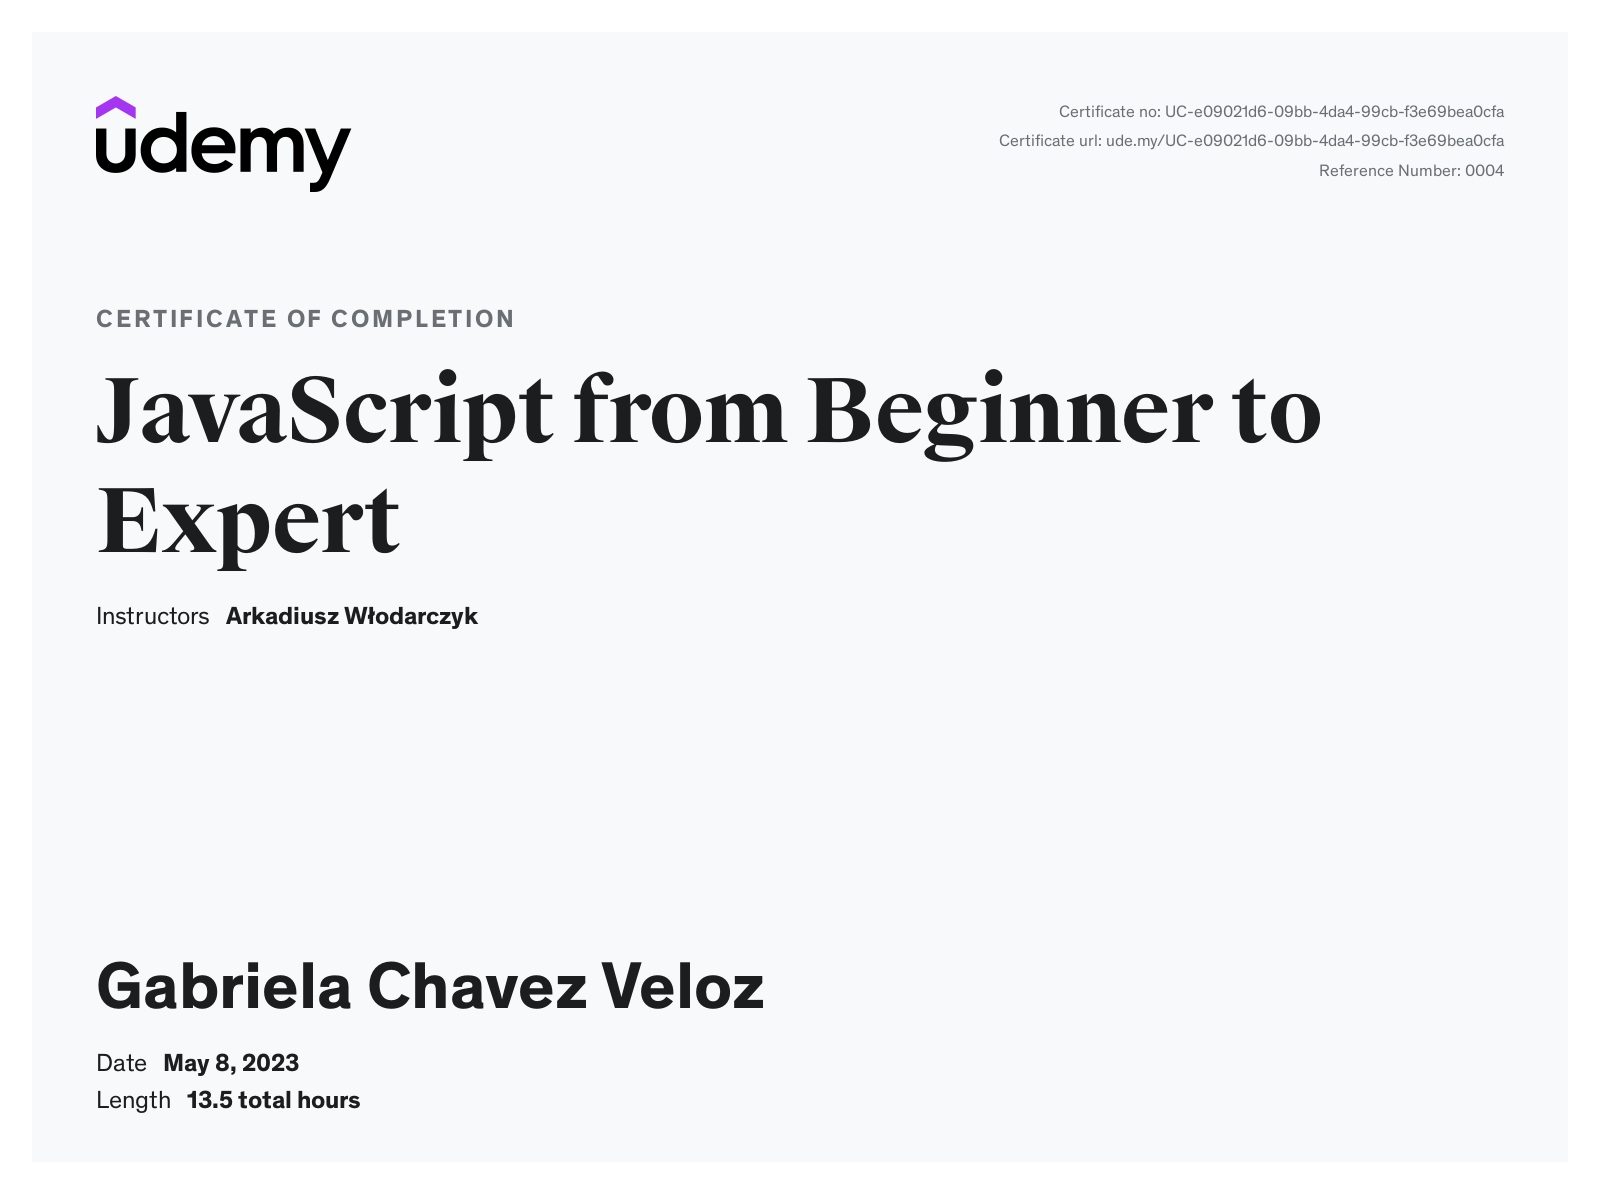 udemy
Certificate no: UC-e09021d6-09bb-4da4-99cb-f3e69bea0cfa
Certificate url: ude.my/UC-e09021d6-09bb-4da4-99cb-f3e69bea0cfa
Reference Number: 0004
CERTIFICATE OF COMPLETION
JavaScript from Beginner to
Expert
Instructors Arkadiusz Włodarczyk
Gabriela Chavez Veloz
Date May 8, 2023
Length 13.5 total hours